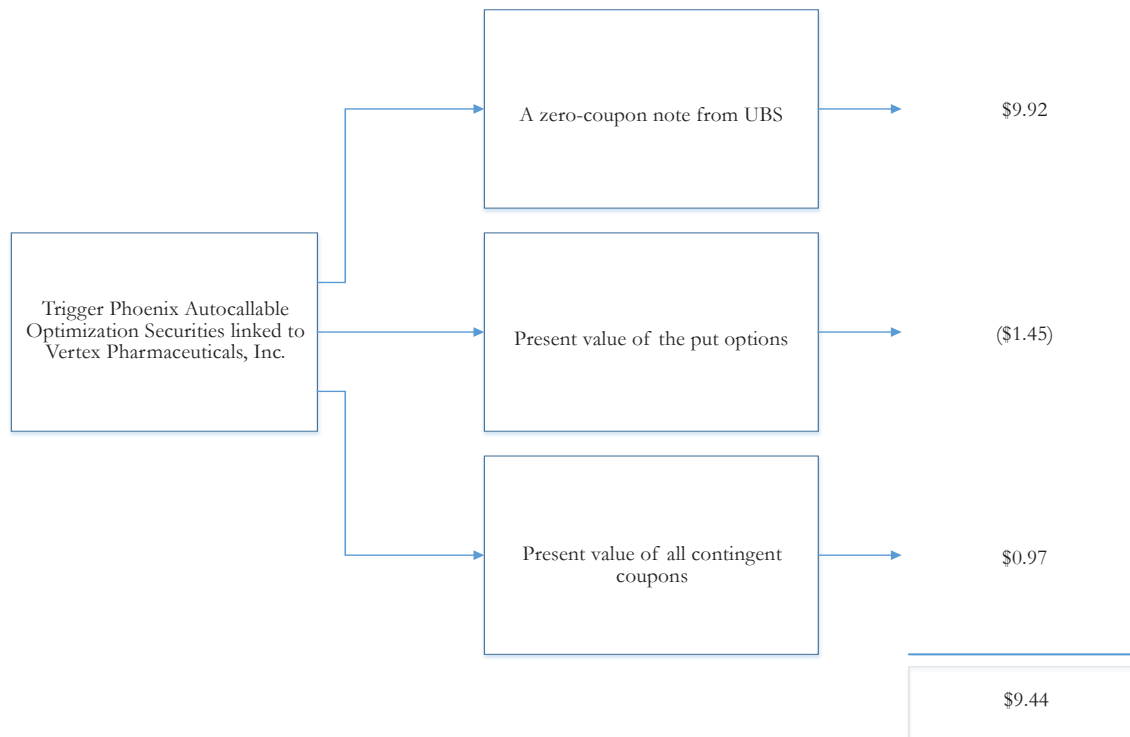 A zero-coupon note from UBS
$9.92
Trigger Phoenix Autocallable
Optimization Securities linked to
Vertex Pharmaceuticals, Inc.
Present value of the put options
($1.45)
Present value of all contingent
coupons
$0.97
$9.44